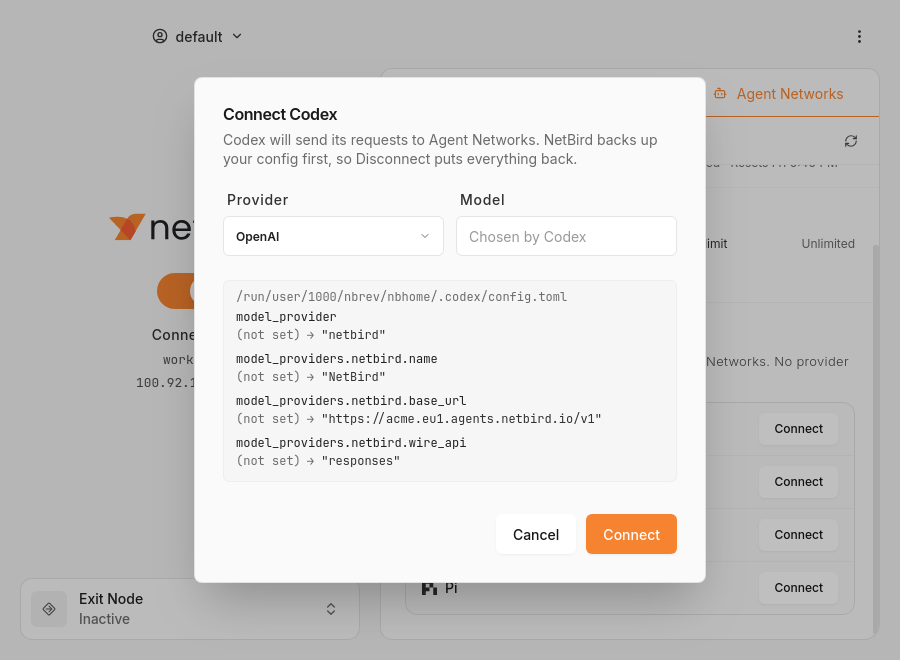 default
Agent Networks
Connect Codex
Codex will send its requests to Agent Networks. NetBird backs up
your config first, so Disconnect puts everything back.
Provider
Model
OpenAI
Chosen by Codex
Unlimited
/run/user/1000/nbrev/nbhome/.codex/config.toml
model_provider
(not set) → "netbird"
model_providers.netbird.name
(not set) → "NetBird"
model_providers.netbird.base_url
(not set) → "https://acme.eu1.agents.netbird.io/v1"
model_providers.netbird.wire_api
(not set) → "responses"
Networks. No provider
Connect
Connect
Connect
Pi
Connect
Cancel
Connect
Exit Node
Inactive